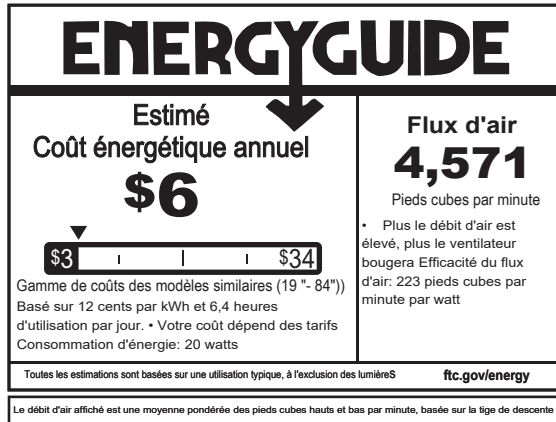 ENERGYGUIDE
Estimé
Coût énergétique annuel
$6
$3
$34
Gamme de coûts des modèles similaires (19 "- 84"))
Basé sur 12 cents par kWh et 6,4 heures
d'utilisation par jour. • Votre coût dépend des tarifs
Consommation d'énergie: 20 watts
Flux d'air
4,571
Pieds cubes par minute
• Plus le débit d'air est
élevé, plus le ventilateur
bougera Efficacité du flux
d'air: 223 pieds cubes par
minute par watt
Toutes les estimations sont basées sur une utilisation typique, à l'exclusion des lumièreS
ftc.gov/energy
Le débit d'air affiché est une moyenne pondérée des pieds cubes hauts et bas par minute, basée sur la tige de descente